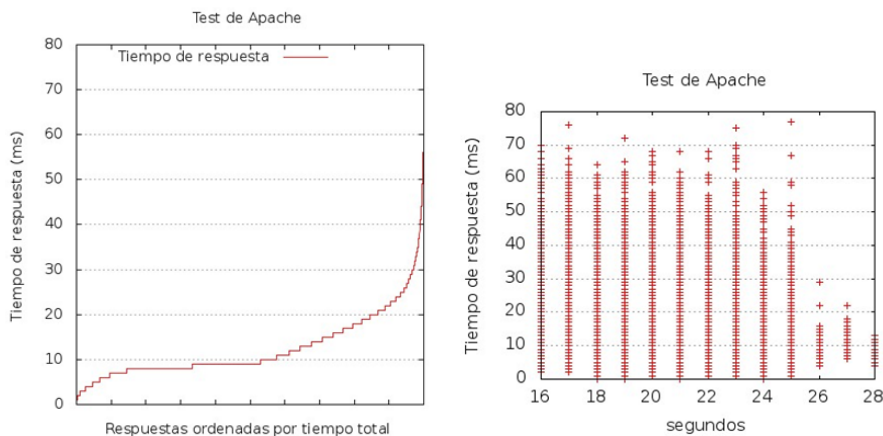 Test de Apache
80
Tiempo de respuesta
70
60
50
40
30
20
10
0
Tiempo de respuesta (ms)
Respuestas ordenadas por tiempo total
Test de Apache
80
70
60
50
40
30
20
10
0
Tiempo de respuesta (ms)
16 18 20 22 24 26 28
segundos